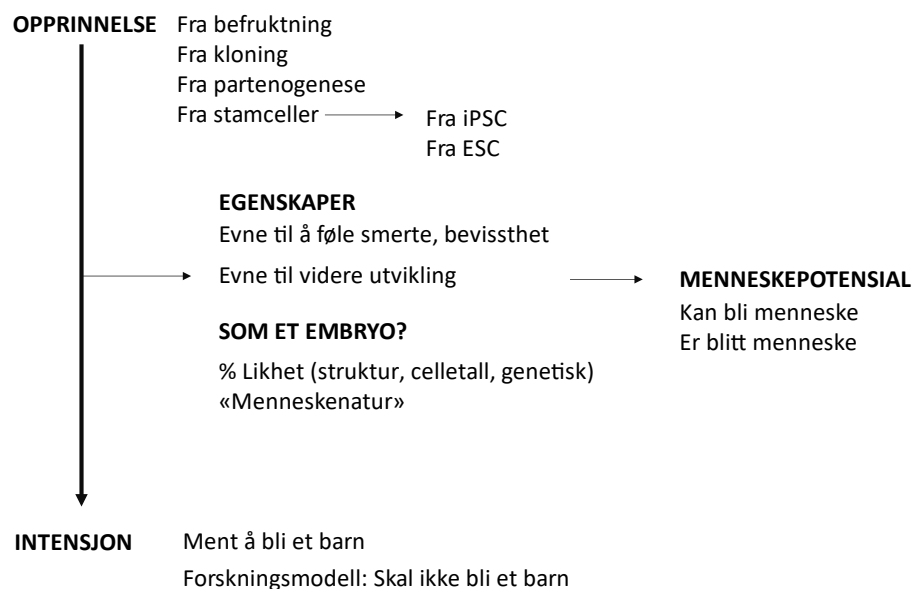 OPPRINNELSE Fra befruktning
Fra kloning
Fra partenogenese
Fra stamceller
Fra iPSC
Fra ESC
EGENSKAPER
Evne til å føle smerte, bevissthet
Evne til videre utvikling
MENNESKEPOTENSIAL
Kan bli menneske
Er blitt menneske
SOM ET EMBRYO?
% Likhet (struktur, celletall, genetisk)
«Menneskenatur»
INTENSJON Ment å bli et barn
Forskningsmodell: Skal ikke bli et barn